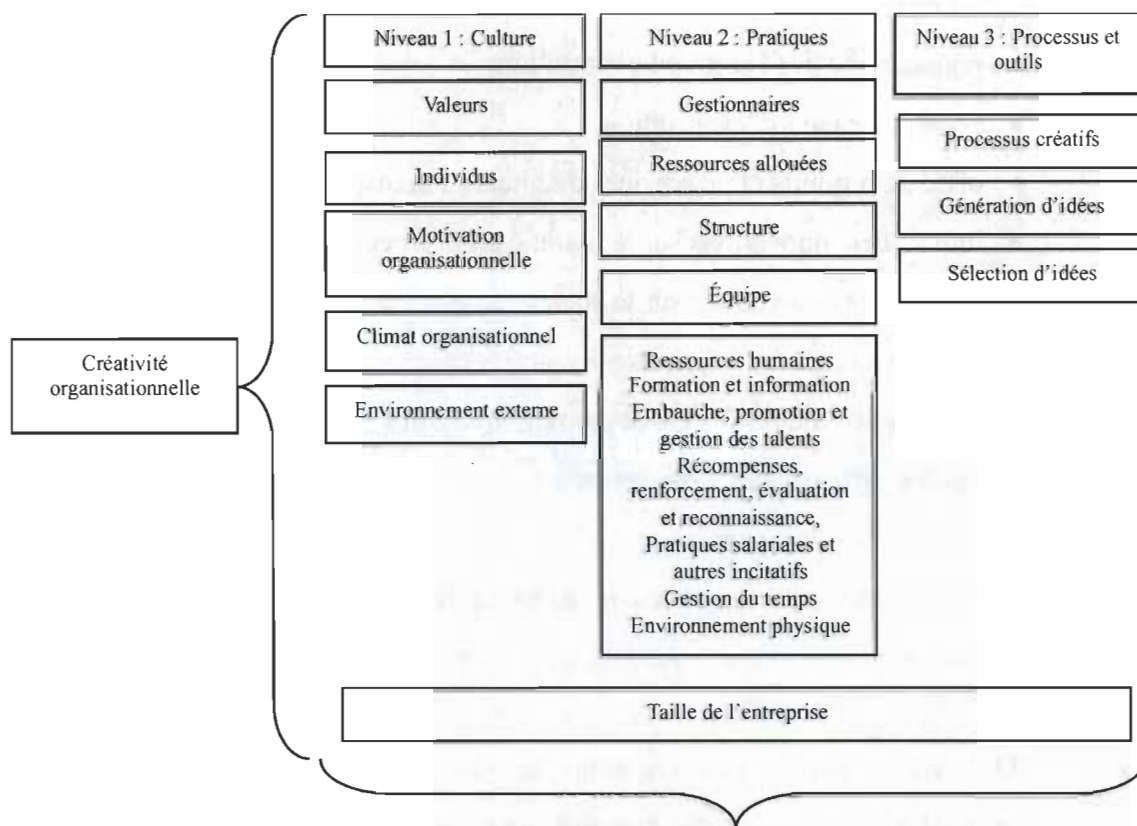 Créativité
organisationnelle
Niveau 1 : Culture
Valeurs
Individus
Motivation
organisationnelle
Climat organisationnel
Environnement externe
Niveau 2 : Pratiques
Gestionnaires
Ressources allouées
Structure
Équipe
Ressources humaines
Formation et information
Embauche, promotion et
gestion des talents
Récompenses,
renforcement, évaluation
et reconnaissance,
Pratiques salariales et
autres incitatifs
Gestion du temps
Environnement physique
Niveau 3 : Processus et
outils
Processus créatifs
Génération d'idées
Sélection d'idées
Taille de l'entreprise